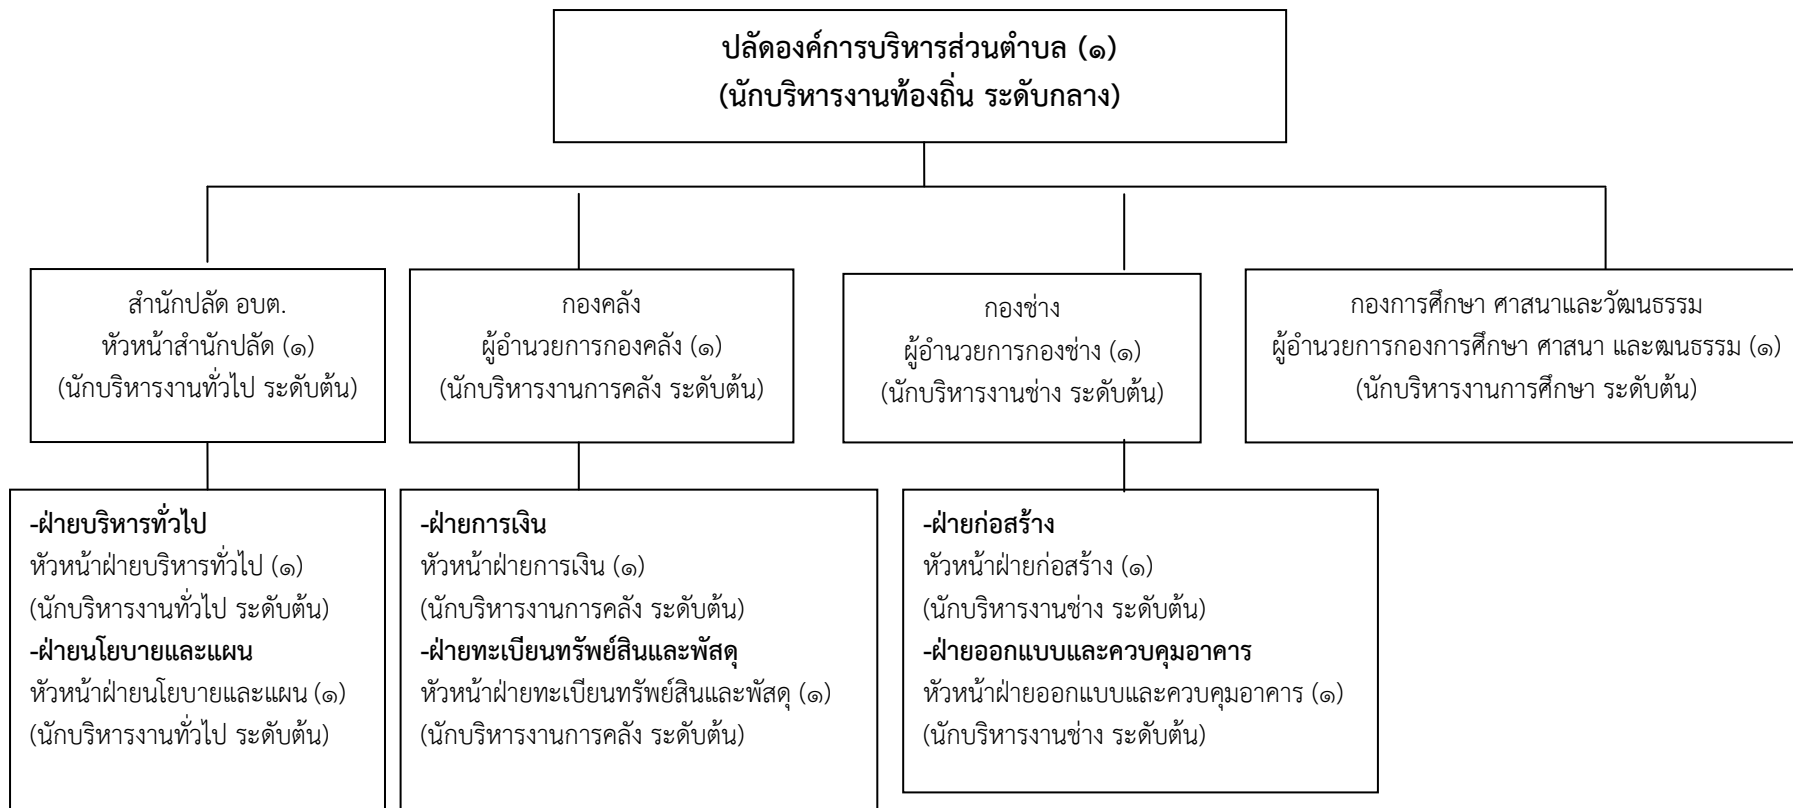 ปลัดองค์การบริหารส่วนตำบล (๑)
(นักบริหารงานท้องถิ่น ระดับกลาง)
สำนักปลัด อบต.
หัวหน้าสำนักปลัด (๑)
(นักบริหารงานทั่วไป ระดับต้น)
กองคลัง
ผู้อำนวยการกองคลัง (๑)
(นักบริหารงานการคลัง ระดับต้น)
กองช่าง
ผู้อำนวยการกองช่าง (๑)
(นักบริหารงานช่าง ระดับต้น)
กองการศึกษา ศาสนาและวัฒนธรรม
ผู้อำนวยการกองการศึกษา ศาสนา และฒนธรรม (๑)
(นักบริหารงานการศึกษา ระดับต้น)
-ฝ่ายบริหารทั่วไป
หัวหน้าฝ่ายบริหารทั่วไป (๑)
(นักบริหารงานทั่วไป ระดับต้น)
-ฝ่ายนโยบายและแผน
หัวหน้าฝ่ายนโยบายและแผน (๑)
(นักบริหารงานทั่วไป ระดับต้น)
-ฝ่ายการเงิน
หัวหน้าฝ่ายการเงิน (๑)
(นักบริหารงานการคลัง ระดับต้น)
-ฝ่ายทะเบียนทรัพย์สินและพัสดุ
หัวหน้าฝ่ายทะเบียนทรัพย์สินและพัสดุ (๑)
(นักบริหารงานการคลัง ระดับต้น)
-ฝ่ายก่อสร้าง
หัวหน้าฝ่ายก่อสร้าง (๑)
(นักบริหารงานช่าง ระดับต้น)
-ฝ่ายออกแบบและควบคุมอาคาร
หัวหน้าฝ่ายออกแบบและควบคุมอาคาร (๑)
(นักบริหารงานช่าง ระดับต้น)